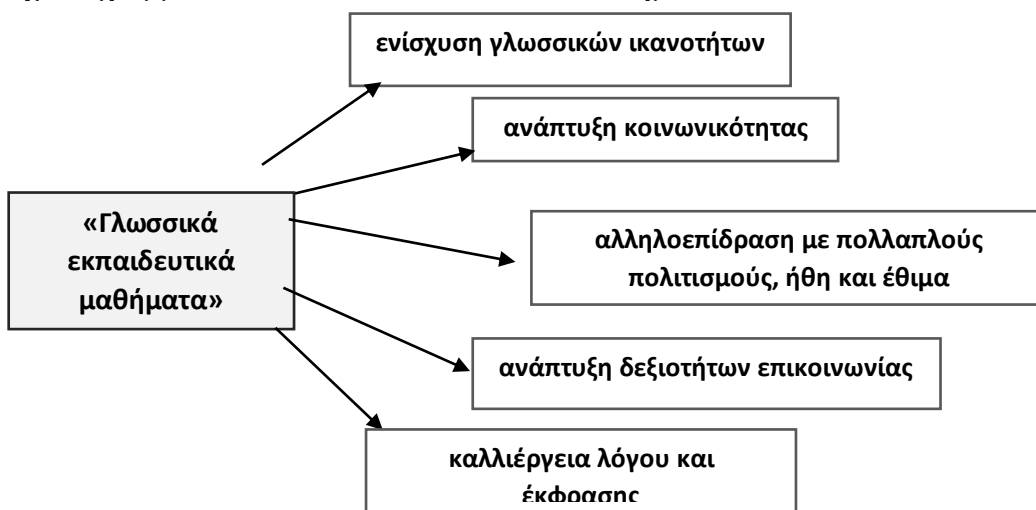 ενίσχυση γλωσσικών ικανοτήτων
ανάπτυξη κοινωνικότητας
«Γλωσσικά
εκπαιδευτικά
μαθήματα»
αλληλοεπίδραση με πολλαπλούς
πολιτισμούς, ήθη και έθιμα
ανάπτυξη δεξιοτήτων επικοινωνίας
καλλιέργεια λόγου και
έκφρασης